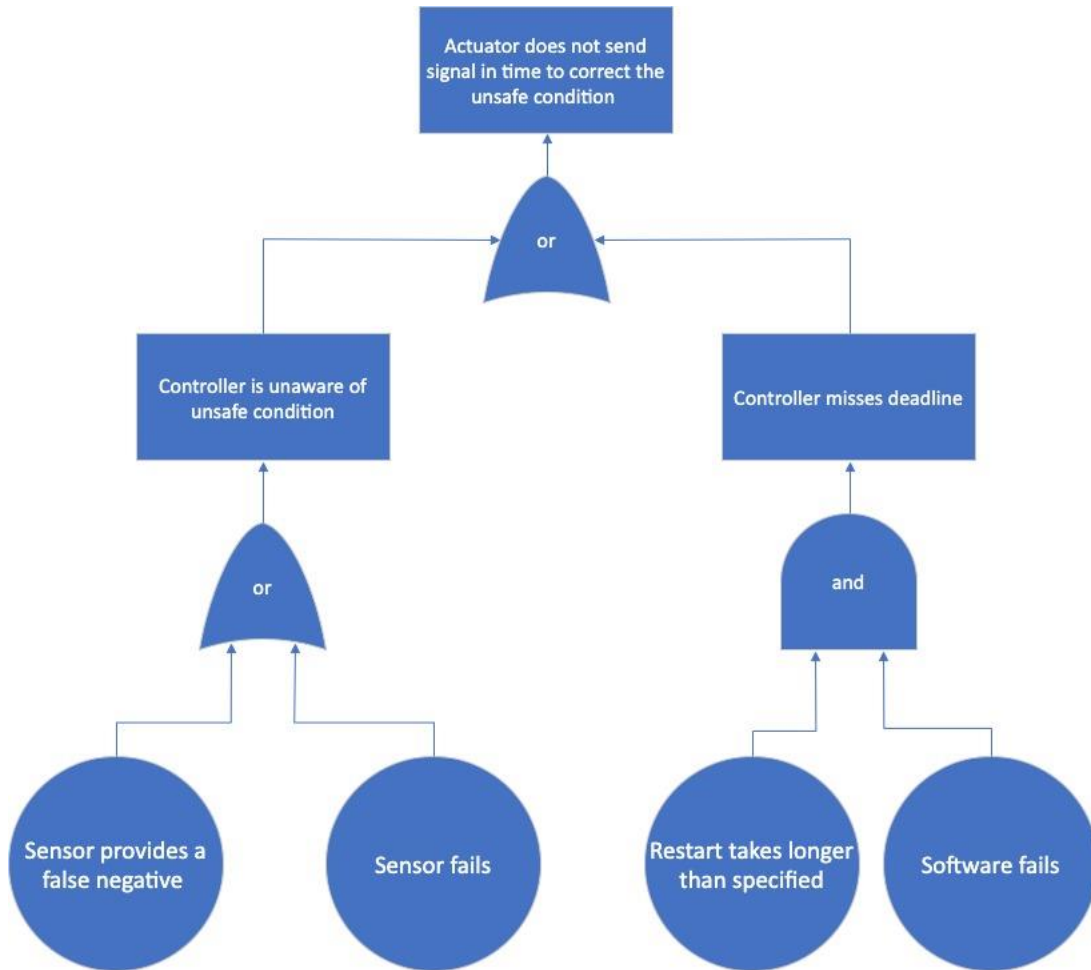 Actuator does not send
signal in time to correct the
unsafe condition
or
Controller is unaware of
unsafe condition
Controller misses deadline
or
and
Sensor provides a
false negative
Sensor fails
Restart takes longer
than specified
Software fails